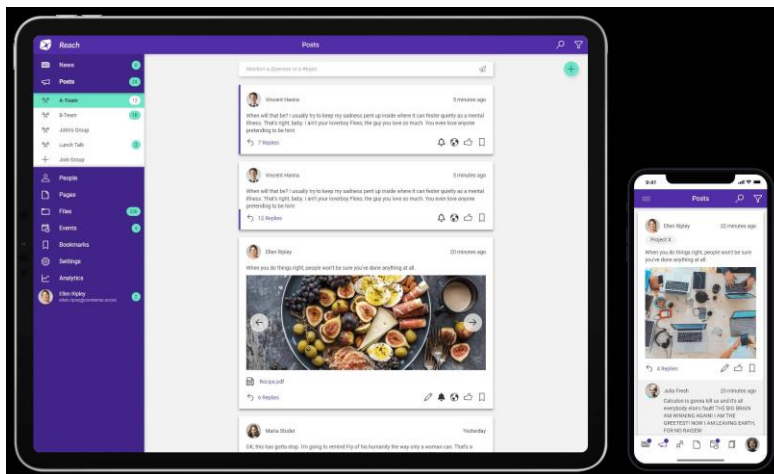 Reach
Posts
News
Posts
A-Team
12
B-Team
John's Group
Lunch Talk
Join Group
People
Pages
Files
Events
Bookmarks
Settings
Analytics
Ellen Ripley
Mention a @person or a #topic
Vincent Hanna
5 minutes ago
When will that be? I usually try to keep my sadness pent up inside where it can fester quietly as a mental
illness. That's right, baby. I ain't your loverboy Flexo, the guy you love so much. You even love anyone
pretending to be him!
7 Replies
Vincent Hanna
5 minutes ago
When will that be? I usually try to keep my sadness pent up inside where it can fester quietly as a mental
illness. That's right, baby. I ain't your loverboy Flexo, the guy you love so much. You even love anyone
pretending to be him!
12 Replies
Ellen Ripley
20 minutes ago
When you do things right, people won't be sure you've done anything at all.
Recipe.pdf
6 Replies
Maria Studer
Yesterday
OK, this has gotta stop. I'm going to remind Fry of his humanity the way only a woman can. That's a
9:41
Posts
Ellen Ripley
32 minutes ago
Project X
When you do things right, people won't be sure
you've done anything at all.
4 Replies
Julia Fresh
20 minutes ago
Calculon is gonna kill us and it's all
everybody else's fault! THE BIG BRAIN
AM WINNING AGAIN! I AM THE
GREETEST! NOW I AM LEAVING EARTH,
FOR NO RAISEN!